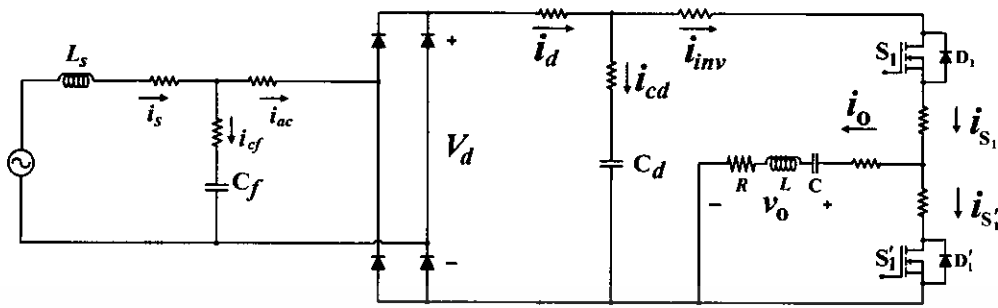 L_s
i_s
i_ac
i_cf
C_f
+
V_d
−
i_d
i_cd
C_d
i_inv
S_1
D_1
i_o
i_S_1
R
L
C
−
v_o
+
i_S'_1
S'_1
D'_1